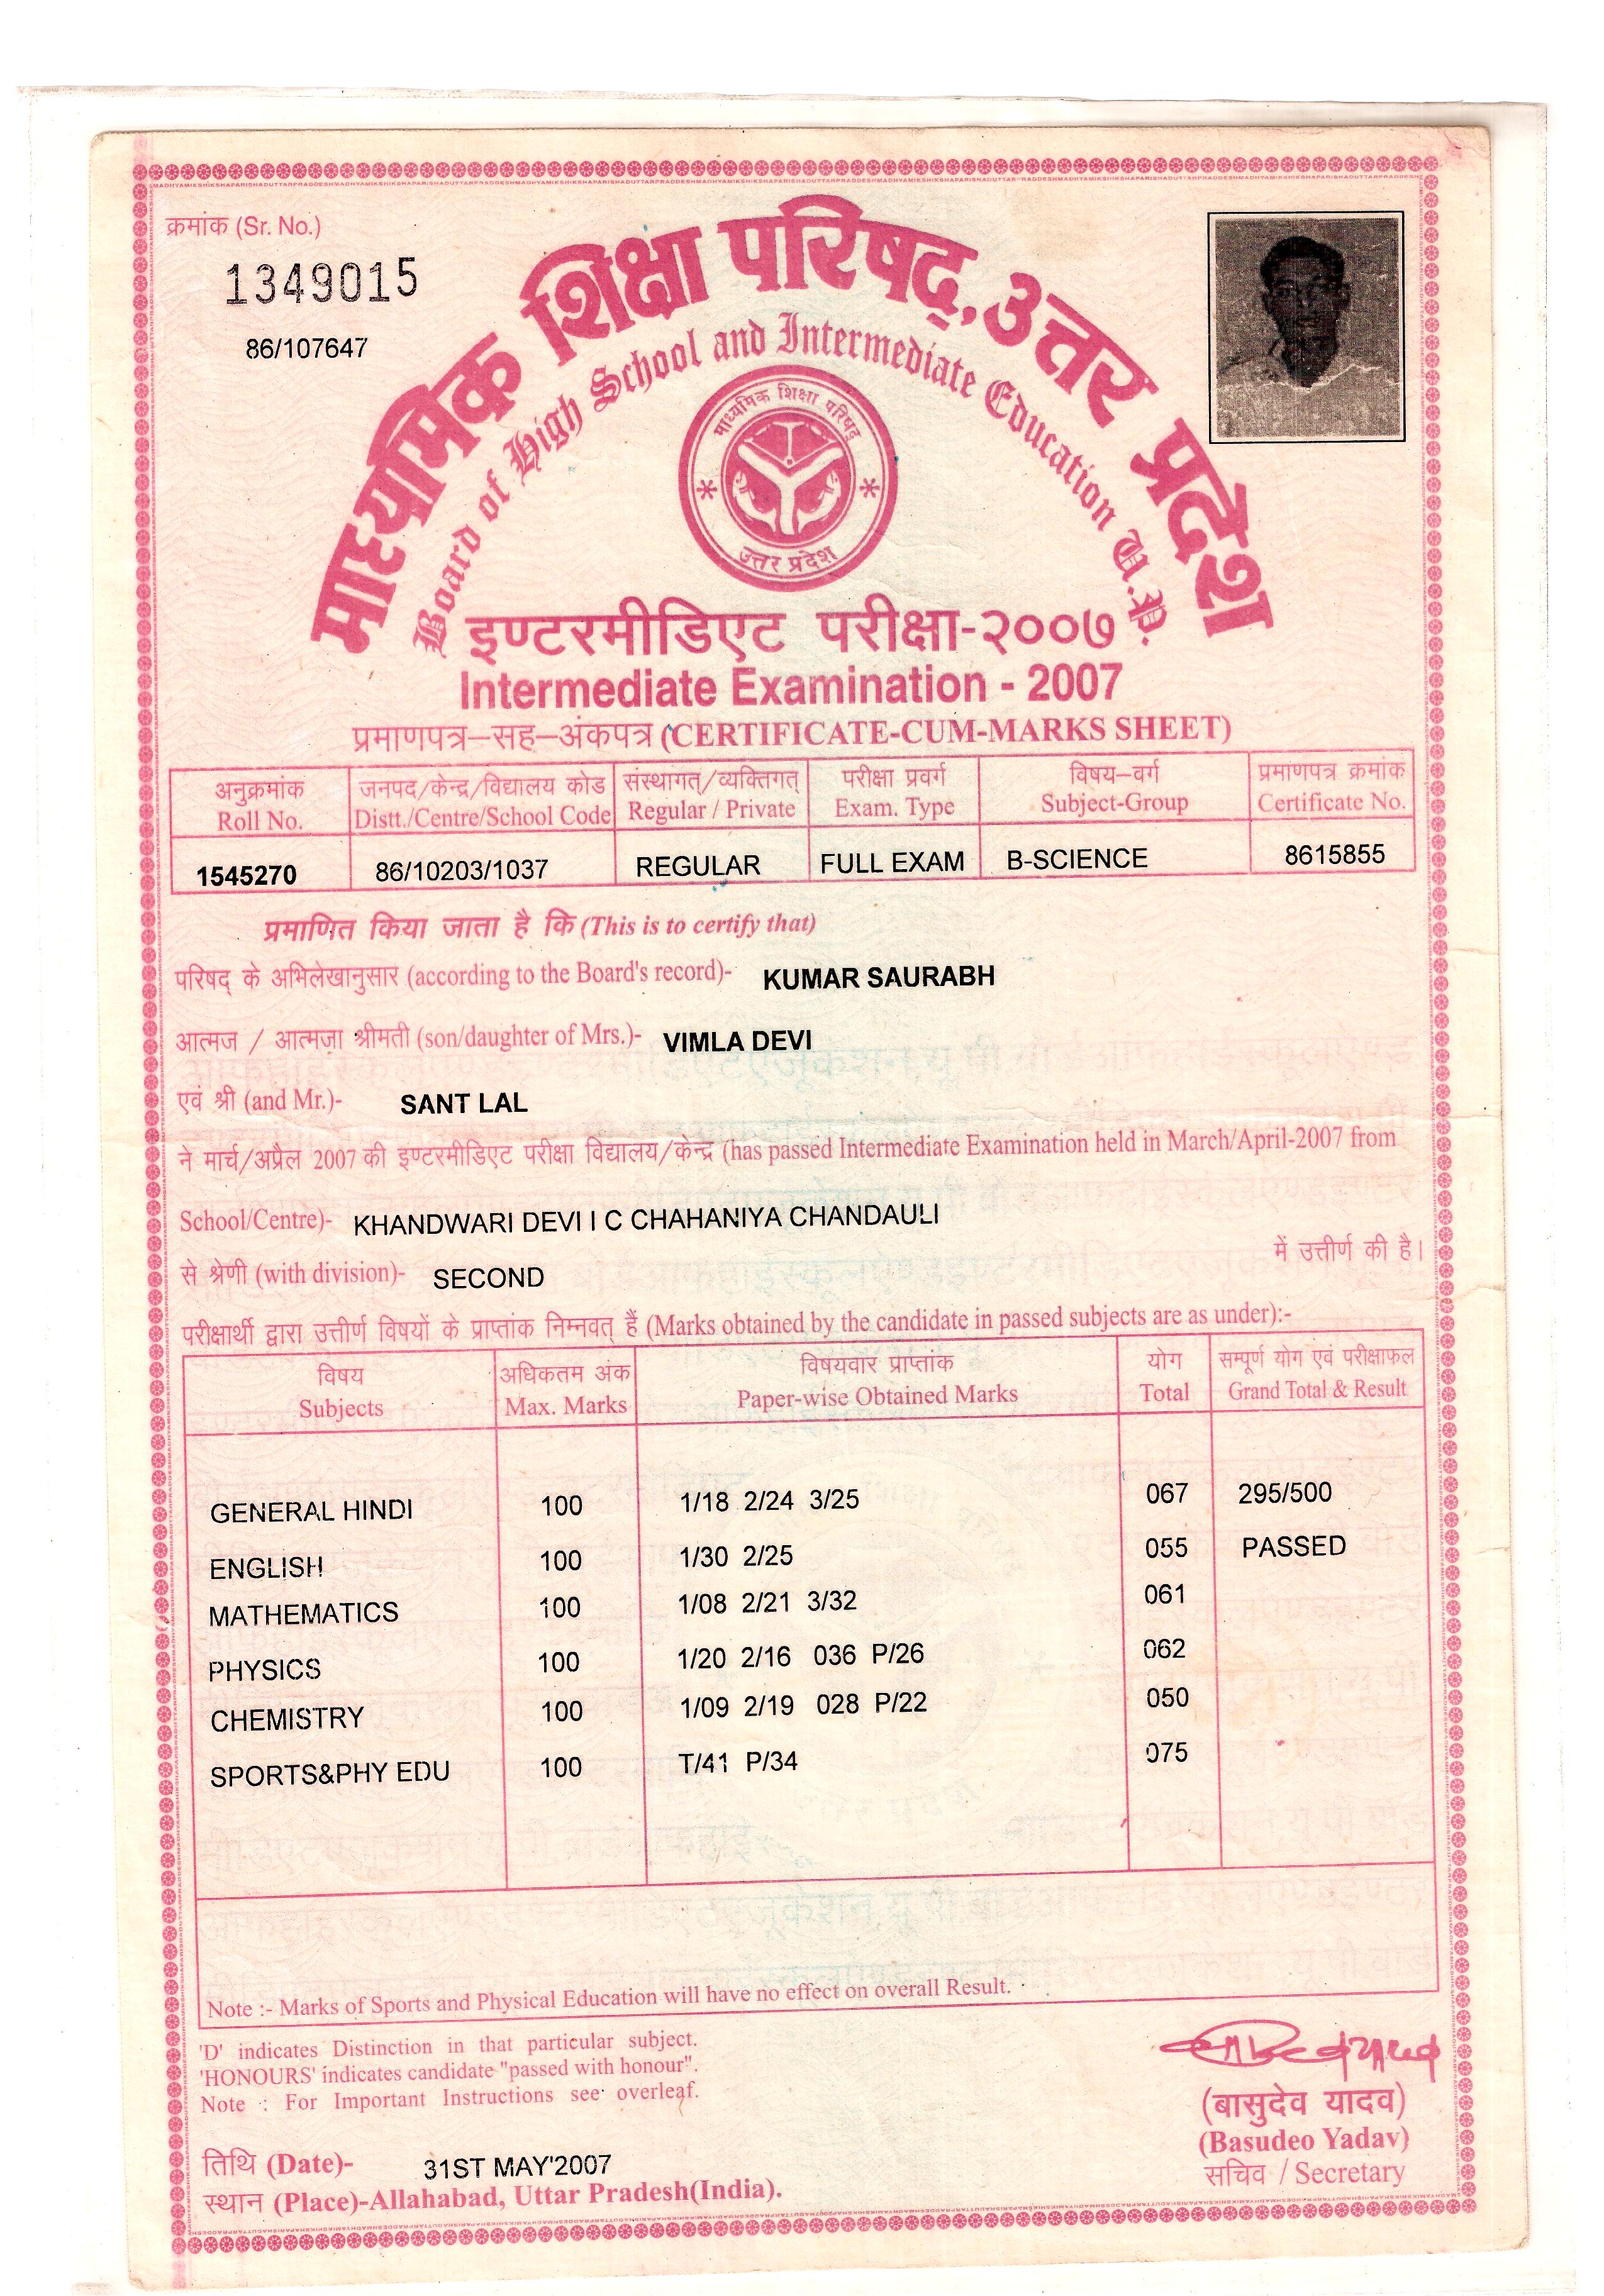 क्रमांक (Sr. No.)
1349015
86/107647
माध्यमिक शिक्षा परिषद्, उत्तर प्रदेश
Board of High School and Intermediate Education U.P.
माध्यमिक शिक्षा परिषद्
उत्तर प्रदेश
इण्टरमीडिएट परीक्षा-२००७
Intermediate Examination - 2007
प्रमाणपत्र–सह–अंकपत्र (CERTIFICATE-CUM-MARKS SHEET)
अनुक्रमांक जनपद/केन्द्र/विद्यालय कोड संस्थागत्/व्यक्तिगत् परीक्षा प्रवर्ग विषय–वर्ग प्रमाणपत्र क्रमांक
Roll No. Distt./Centre/School Code Regular / Private Exam. Type Subject-Group Certificate No.
1545270 86/10203/1037 REGULAR FULL EXAM B-SCIENCE 8615855
प्रमाणित किया जाता है कि (This is to certify that)
परिषद् के अभिलेखानुसार (according to the Board's record)- KUMAR SAURABH
आत्मज / आत्मजा श्रीमती (son/daughter of Mrs.)- VIMLA DEVI
एवं श्री (and Mr.)- SANT LAL
ने मार्च/अप्रैल 2007 की इण्टरमीडिएट परीक्षा विद्यालय/केन्द्र (has passed Intermediate Examination held in March/April-2007 from
School/Centre)- KHANDWARI DEVI I C CHAHANIYA CHANDAULI
में उत्तीर्ण की है।
से श्रेणी (with division)- SECOND
परीक्षार्थी द्वारा उत्तीर्ण विषयों के प्राप्तांक निम्नवत् हैं (Marks obtained by the candidate in passed subjects are as under):-
विषय अधिकतम अंक विषयवार प्राप्तांक योग सम्पूर्ण योग एवं परीक्षाफल
Subjects Max. Marks Paper-wise Obtained Marks Total Grand Total & Result
GENERAL HINDI 100 1/18 2/24 3/25 067 295/500
ENGLISH 100 1/30 2/25 055 PASSED
MATHEMATICS 100 1/08 2/21 3/32 061
PHYSICS 100 1/20 2/16 036 P/26 062
CHEMISTRY 100 1/09 2/19 028 P/22 050
SPORTS&PHY EDU 100 T/41 P/34 075
Note :- Marks of Sports and Physical Education will have no effect on overall Result.
'D' indicates Distinction in that particular subject.
'HONOURS' indicates candidate "passed with honour".
Note : For Important Instructions see overleaf.
(बासुदेव यादव)
(Basudeo Yadav)
सचिव / Secretary
तिथि (Date)- 31ST MAY'2007
स्थान (Place)-Allahabad, Uttar Pradesh(India).